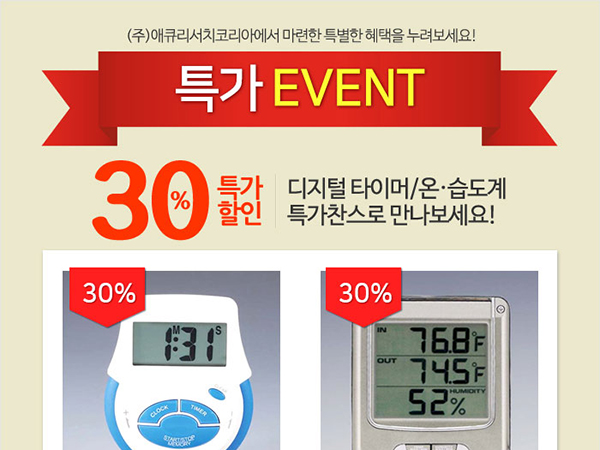 (주)애큐리서치코리아에서 마련한 특별한 혜택을 누려보세요!
특가 EVENT
30% 특가 할인
디지털 타이머/온·습도계
특가찬스로 만나보세요!
30%
M S
1:31
CLOCK TIMER
START/STOP
MEMORY
30%
IN 76.8°F
OUT 74.5°F
HUMIDITY
52%